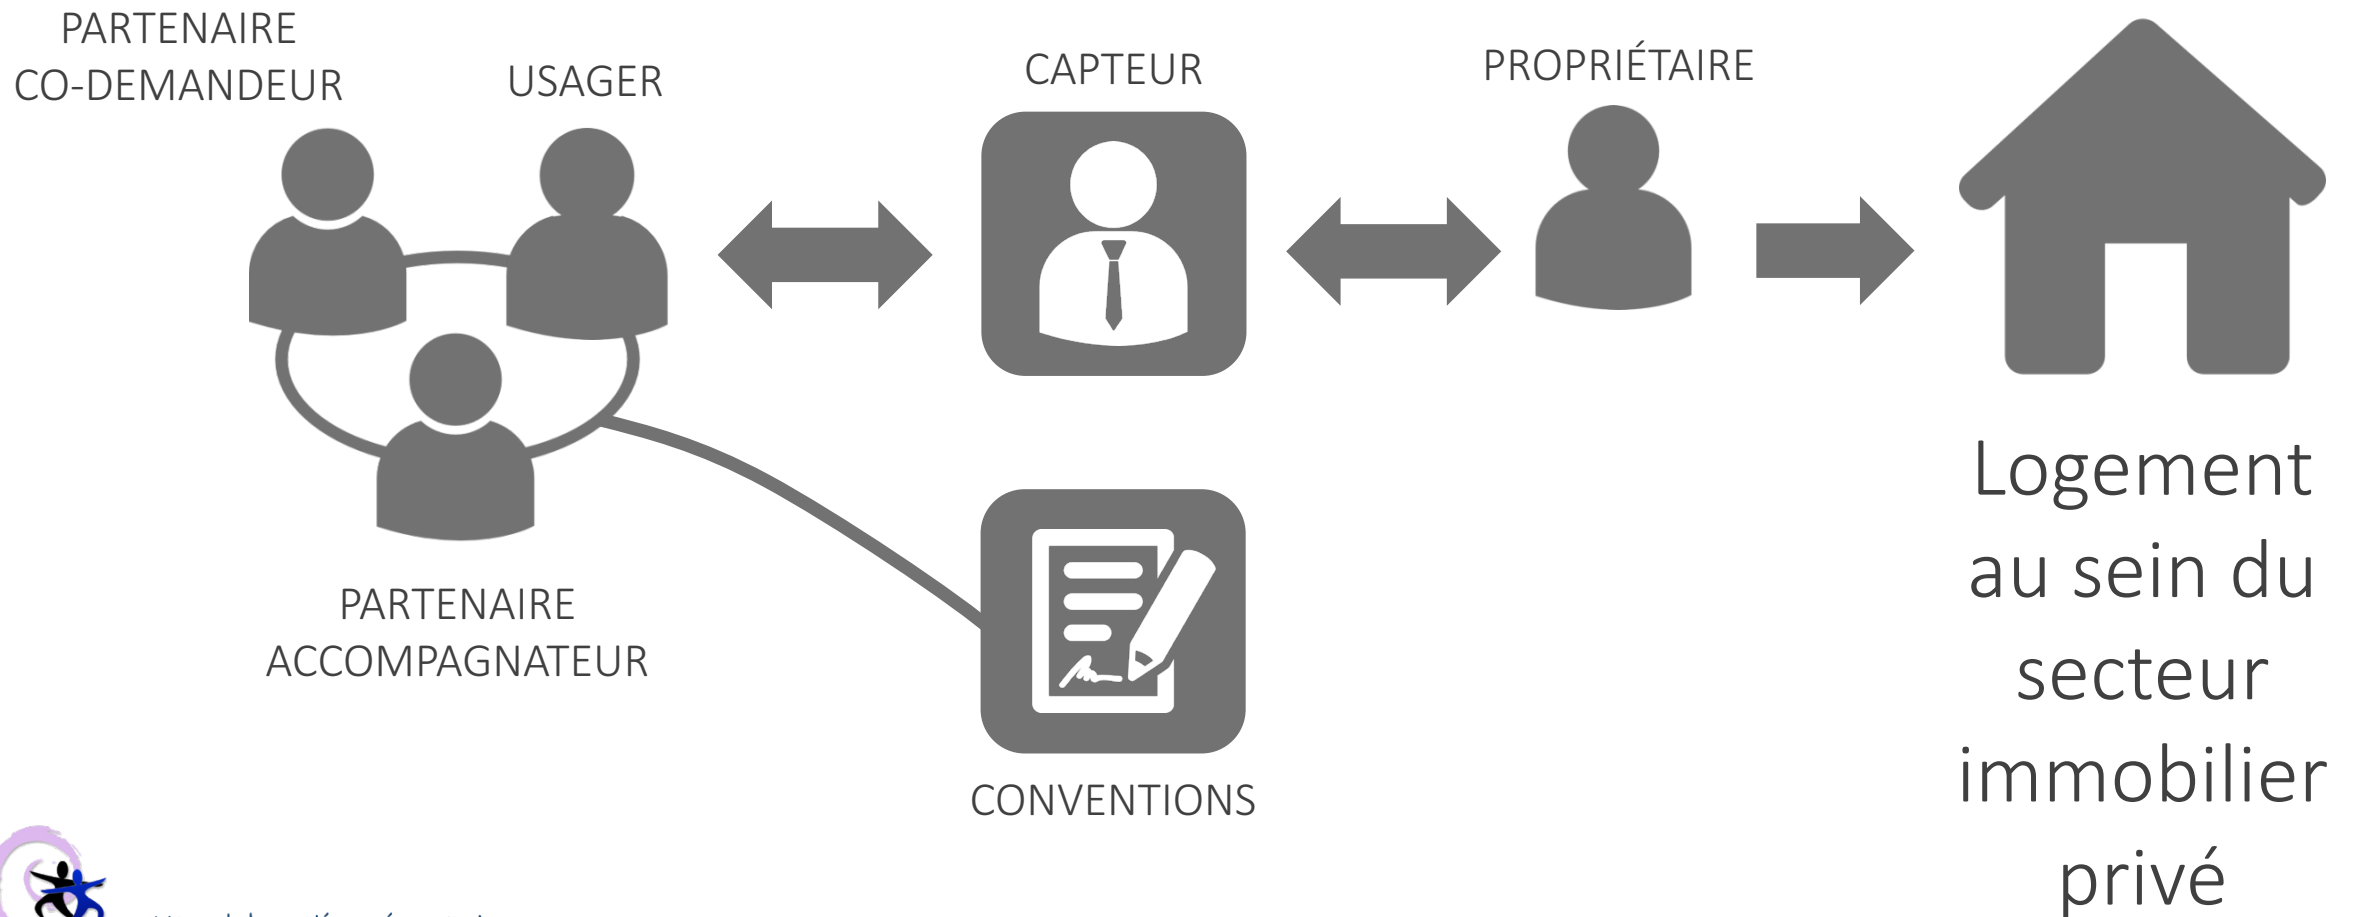 PARTENAIRE
CO-DEMANDEUR
USAGER
CAPTEUR
PROPRIÉTAIRE
PARTENAIRE
ACCOMPAGNATEUR
CONVENTIONS
Logement
au sein du
secteur
immobilier
privé